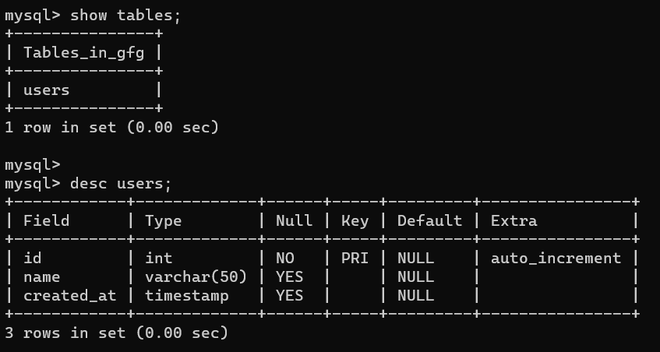 mysql> show tables;
+---------------+
| Tables_in_gfg |
+---------------+
| users         |
+---------------+
1 row in set (0.00 sec)
mysql>
mysql> desc users;
+------------+-------------+------+-----+---------+----------------+
| Field      | Type        | Null | Key | Default | Extra          |
+------------+-------------+------+-----+---------+----------------+
| id         | int         | NO   | PRI | NULL    | auto_increment |
| name       | varchar(50) | YES  |     | NULL    |                |
| created_at | timestamp   | YES  |     | NULL    |                |
+------------+-------------+------+-----+---------+----------------+
3 rows in set (0.00 sec)